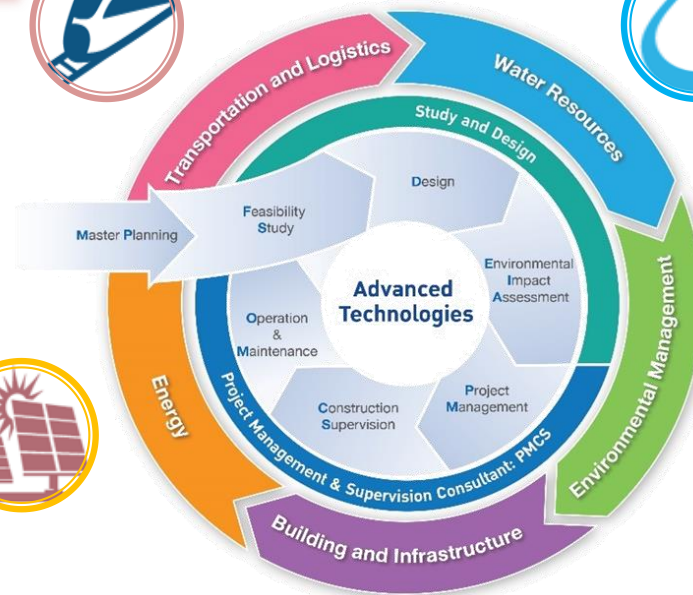 Transportation and Logistics
Water Resources
Study and Design
Design
Feasibility
Study
Master Planning
Environmental
Impact
Assessment
Advanced
Technologies
Operation
&
Maintenance
Project
Management
Construction
Supervision
Energy
Environmental Management
Project Management & Supervision Consultant: PMCS
Building and Infrastructure